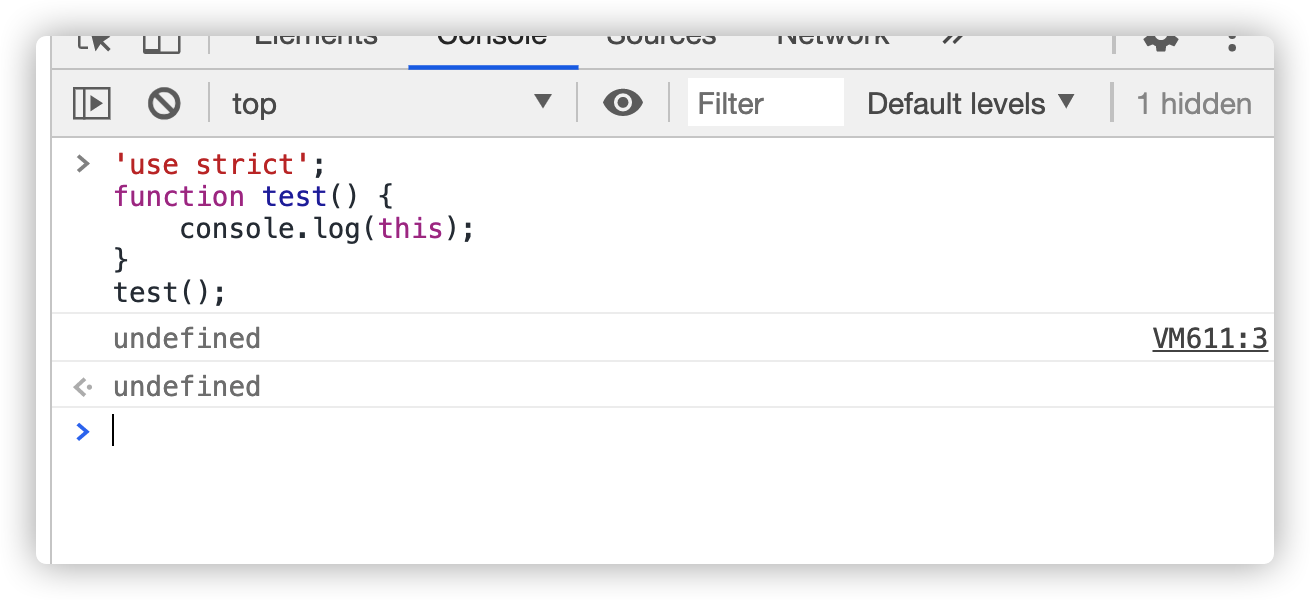 Elements Console Sources Network »
top ▼ Filter Default levels ▼ 1 hidden
> 'use strict';
function test() {
    console.log(this);
}
test();
undefined VM611:3
undefined
>